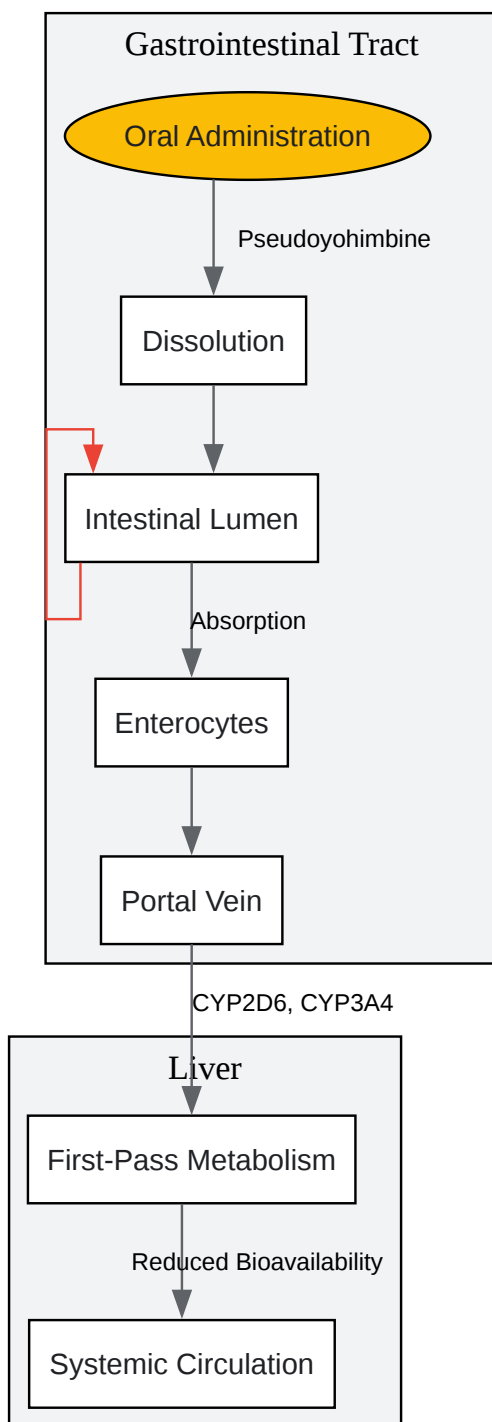 Gastrointestinal Tract
Oral Administration
Pseudoyohimbine
Dissolution
Intestinal Lumen
Absorption
Enterocytes
Portal Vein
CYP2D6, CYP3A4
Liver
First-Pass Metabolism
Reduced Bioavailability
Systemic Circulation